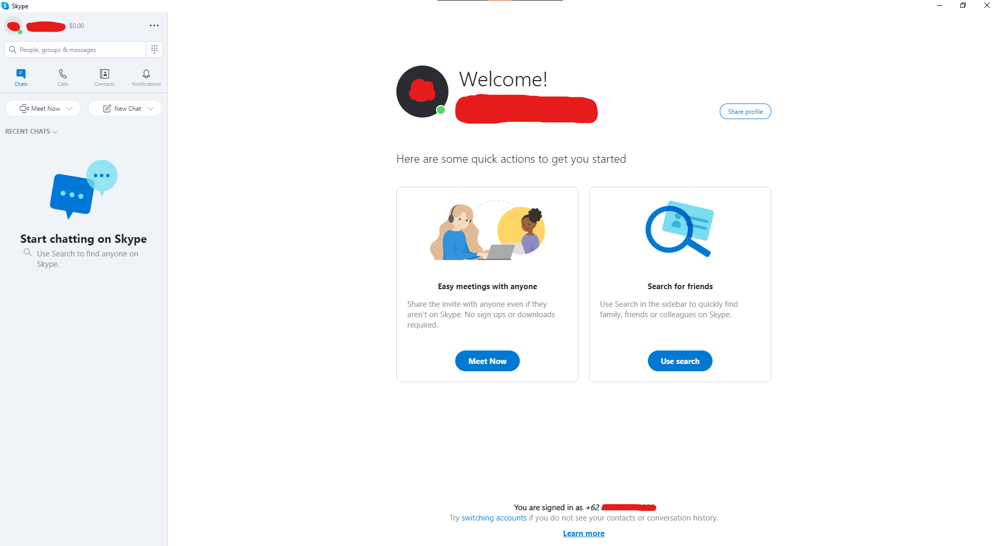 Skype
$0.00
People, groups & messages
Chats
Calls
Contacts
Notifications
Meet Now
New Chat
RECENT CHATS
Start chatting on Skype
Use Search to find anyone on
Skype.
Welcome!
Share profile
Here are some quick actions to get you started
Easy meetings with anyone
Share the invite with anyone even if they
aren't on Skype. No sign ups or downloads
required.
Meet Now
Search for friends
Use Search in the sidebar to quickly find
family, friends or colleagues on Skype.
Use search
You are signed in as +62
Try switching accounts if you do not see your contacts or conversation history.
Learn more